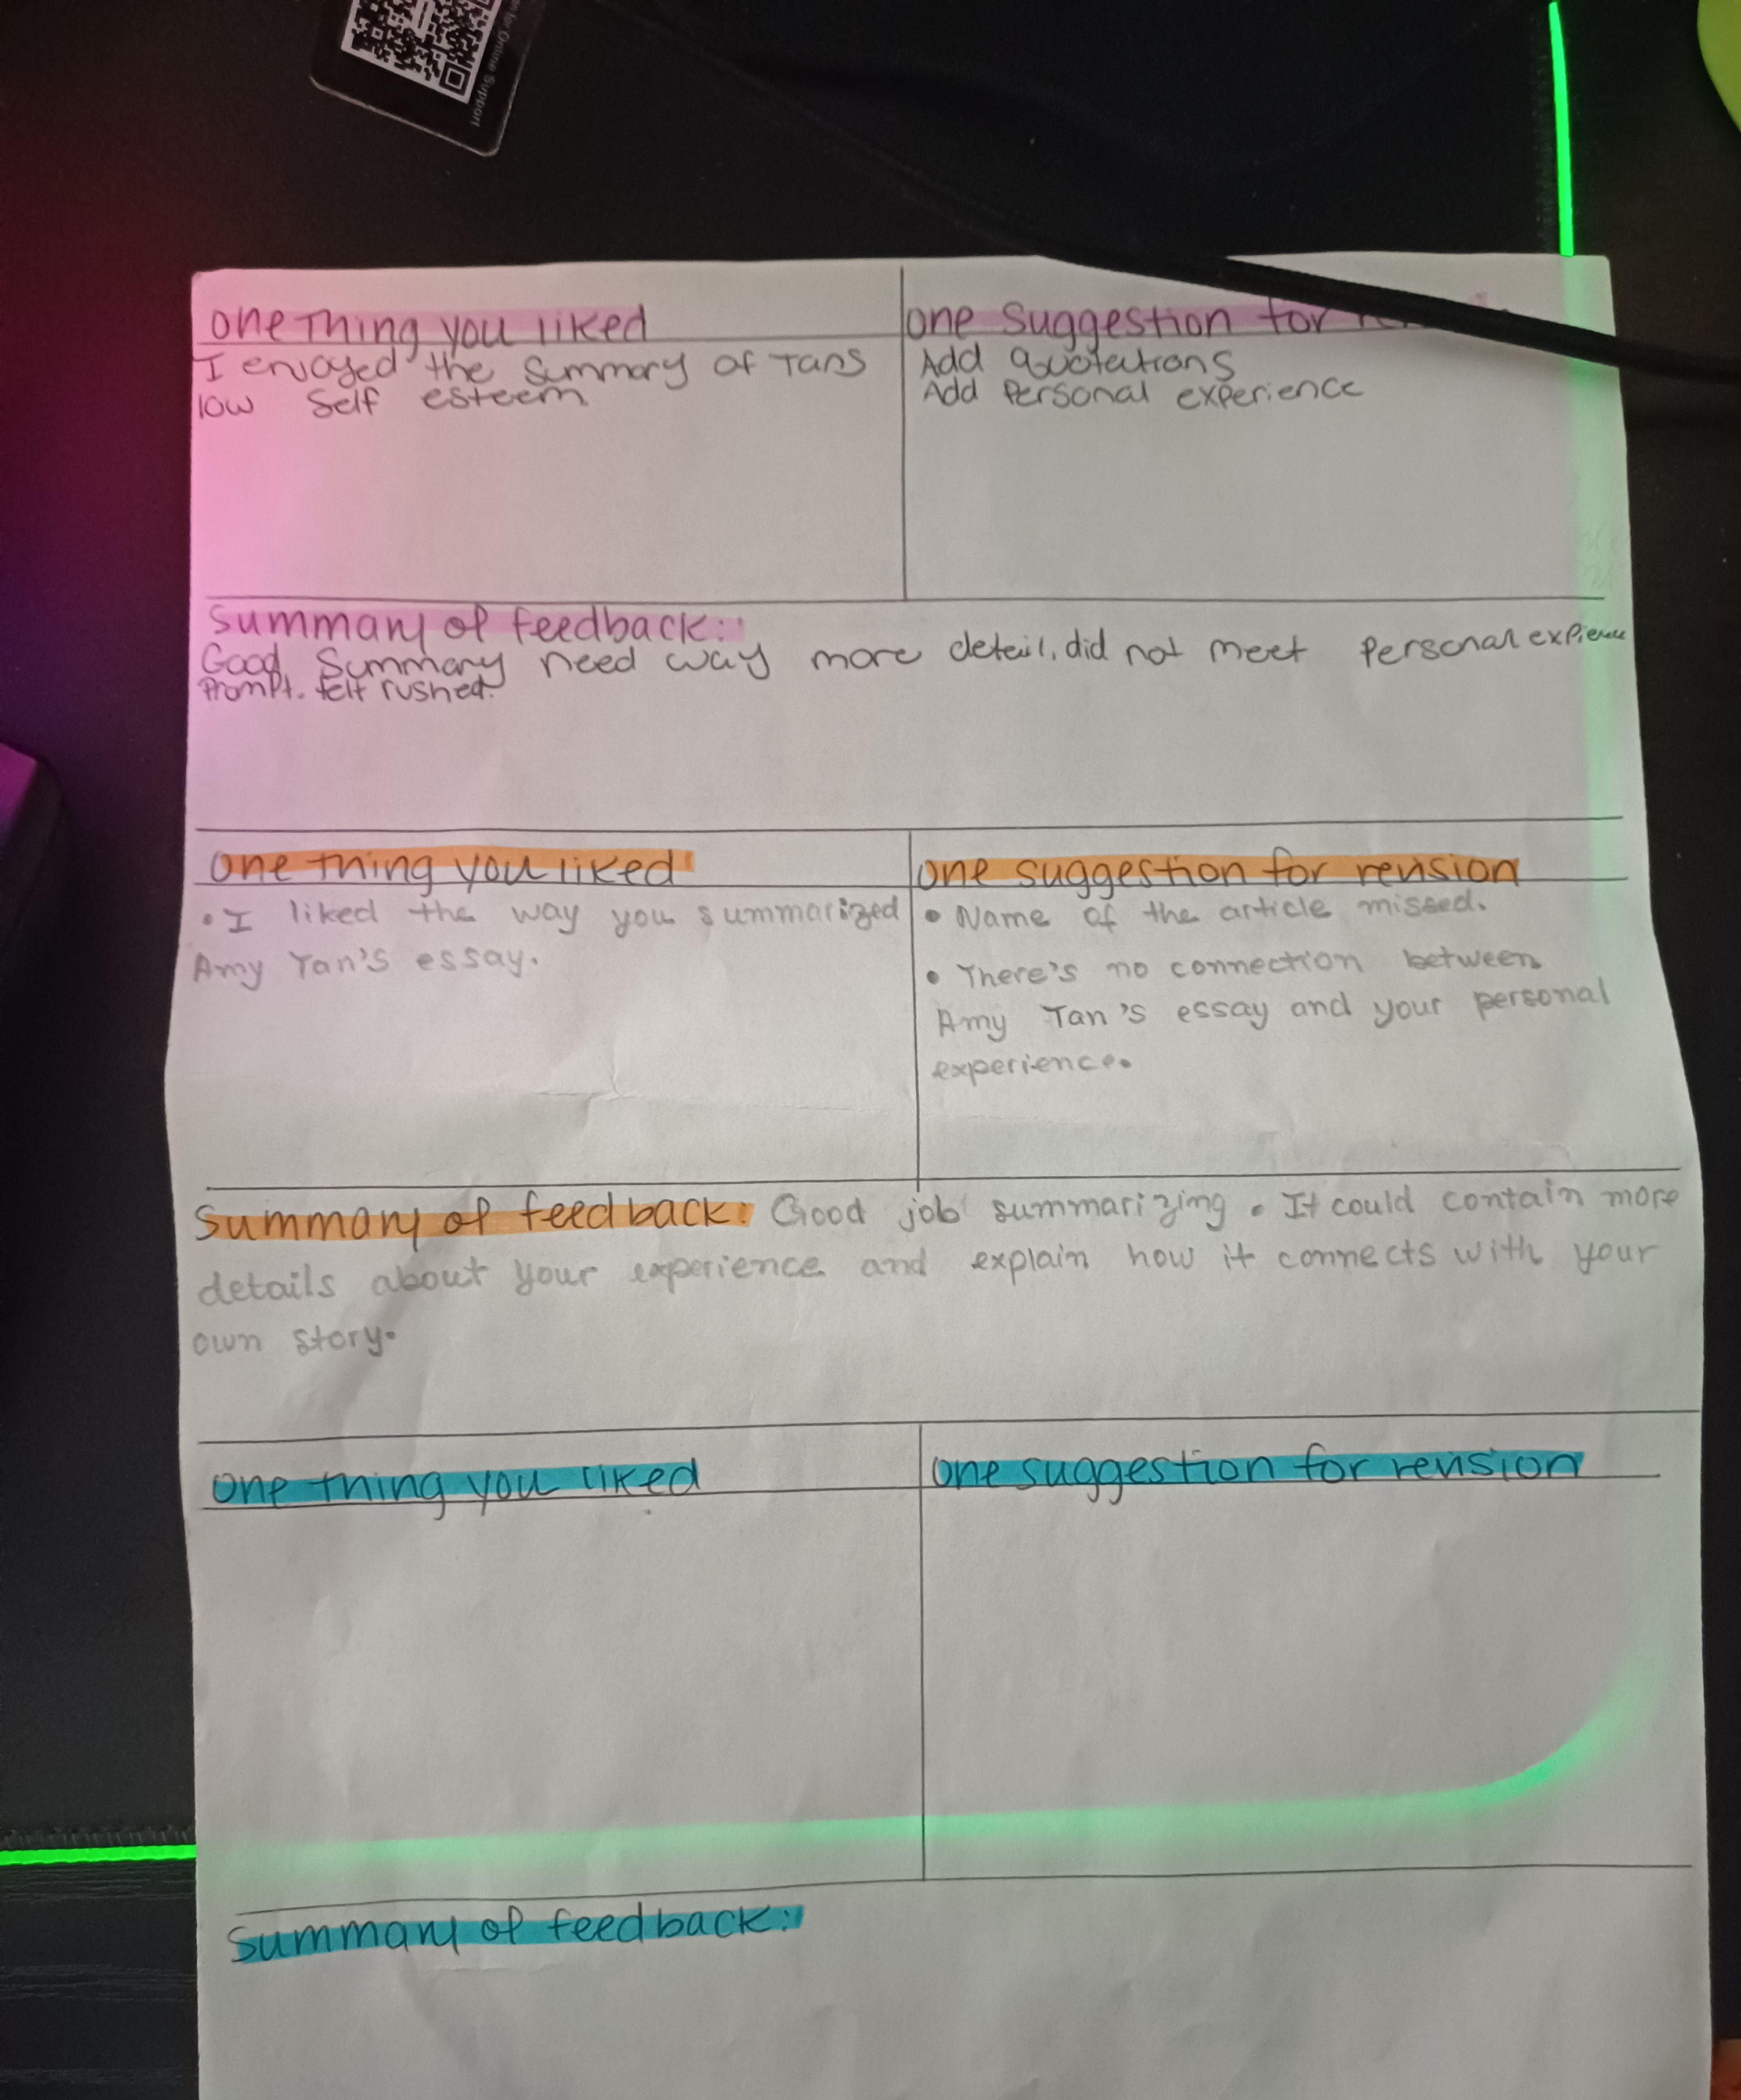 for Online Support
one thing you liked
I enjoyed the Summary of Tans
low Self esteem
one suggestion for
Add Quotations
Add Personal experience
summary of feedback:
Good Summary need way more detail, did not meet Personal expience
Prompt. felt rushed.
one thing you liked
• I liked the way you summarized
Amy Tan's essay.
one suggestion for revision
• Name of the article missed.
• There's no connection between
Amy Tan's essay and your personal
experience.
summary of feedback: Good job summarizing. It could contain more
details about your experience and explain how it connects with your
own story.
one thing you liked
one suggestion for revision
summary of feedback: